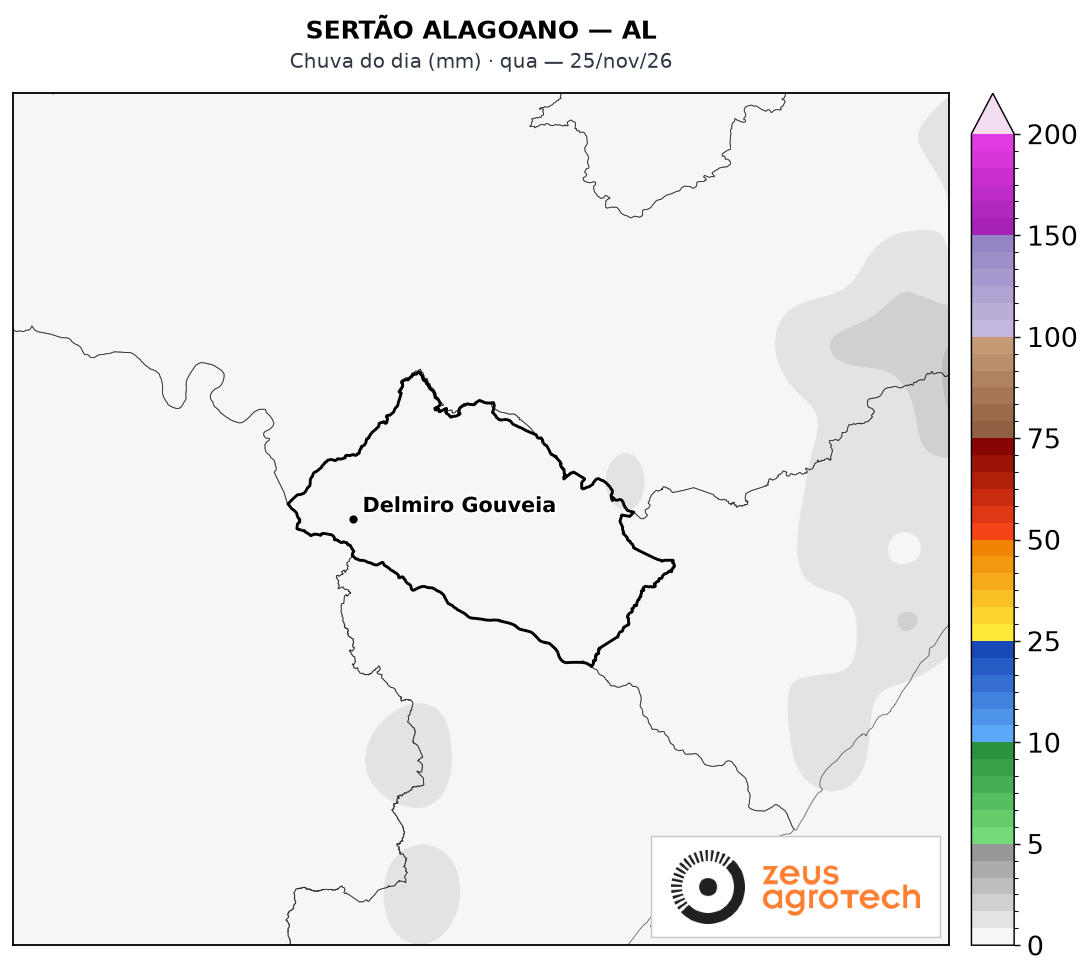 SERTÃO ALAGOANO — AL
Chuva do dia (mm) · qua — 25/nov/26
200
150
100
75
50
25
10
5
0
Delmiro Gouveia
zeus
agrotech